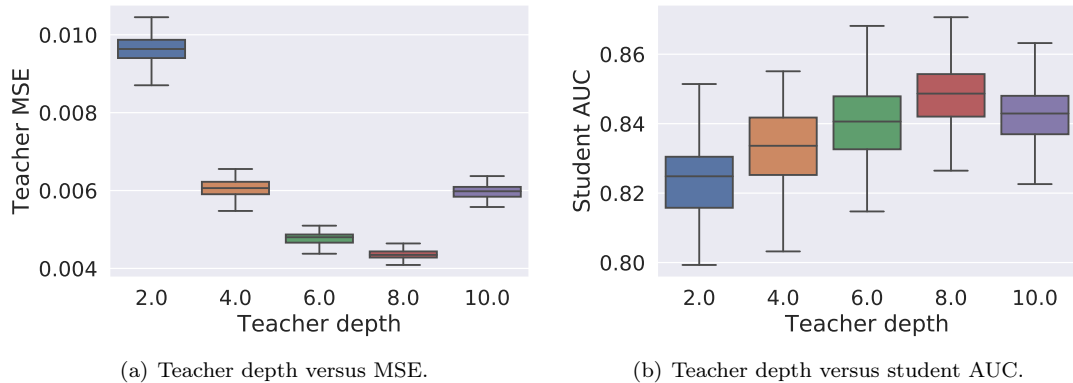 0.010
0.008
0.006
0.004
Teacher MSE
2.0 4.0 6.0 8.0 10.0
Teacher depth
(a) Teacher depth versus MSE.
0.86
0.84
0.82
0.80
Student AUC
2.0 4.0 6.0 8.0 10.0
Teacher depth
(b) Teacher depth versus student AUC.